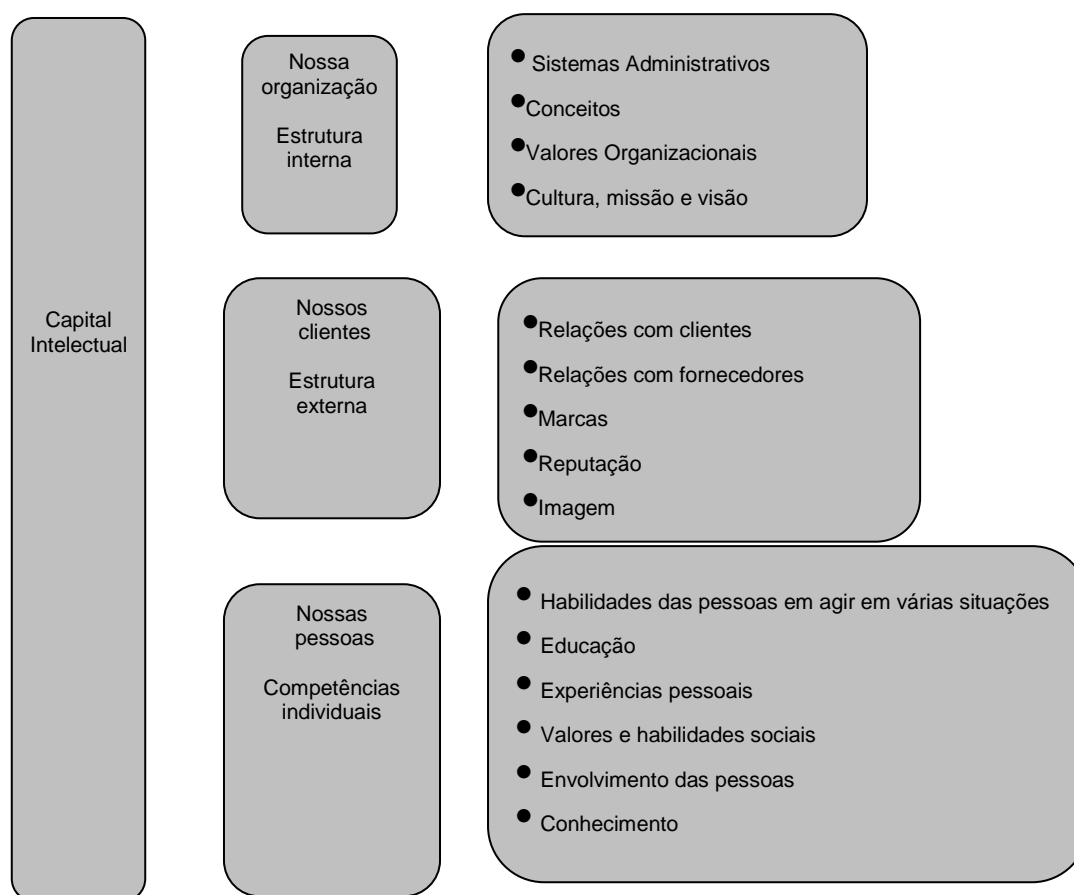 Capital
Intelectual
Nossa
organização
Estrutura
interna
● Sistemas Administrativos
●Conceitos
●Valores Organizacionais
●Cultura, missão e visão
Nossos
clientes
Estrutura
externa
●Relações com clientes
●Relações com fornecedores
●Marcas
●Reputação
●Imagem
Nossas
pessoas
Competências
individuais
● Habilidades das pessoas em agir em várias situações
● Educação
● Experiências pessoais
● Valores e habilidades sociais
● Envolvimento das pessoas
● Conhecimento